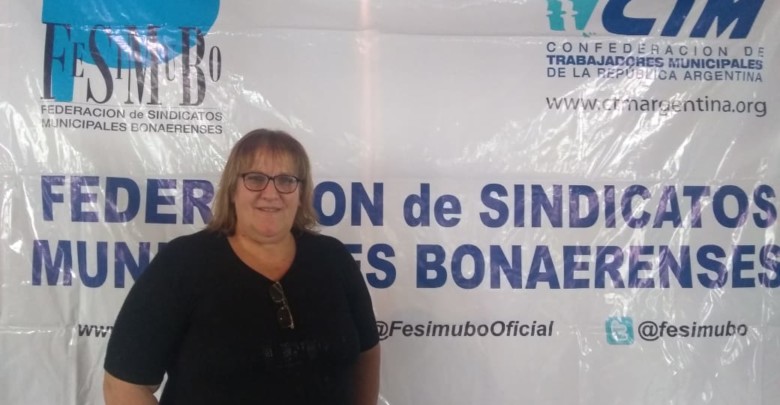 FESIMUBO
FEDERACION de SINDICATOS
MUNICIPALES BONAERENSES
CTM
CONFEDERACION DE
TRABAJADORES MUNICIPALES
DE LA REPUBLICA ARGENTINA
www.ctmargentina.org
FEDER ON de SINDICATOS
MUN ES BONAERENSES
www.
@FesimuboOficial
@fesimubo